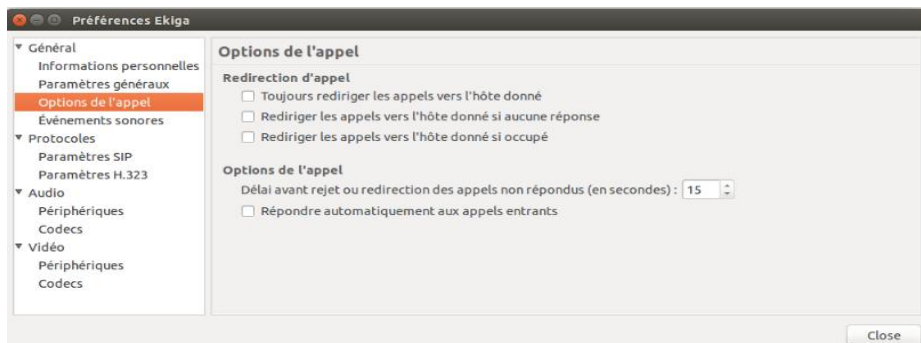 Préférences Ekiga
Général
Informations personnelles
Paramètres généraux
Options de l'appel
Événements sonores
Protocoles
Paramètres SIP
Paramètres H.323
Audio
Périphériques
Codecs
Vidéo
Périphériques
Codecs
Options de l'appel
Redirection d'appel
Toujours rediriger les appels vers l'hôte donné
Rediriger les appels vers l'hôte donné si aucune réponse
Rediriger les appels vers l'hôte donné si occupé
Options de l'appel
Délai avant rejet ou redirection des appels non répondus (en secondes) : 15
Répondre automatiquement aux appels entrants
Close